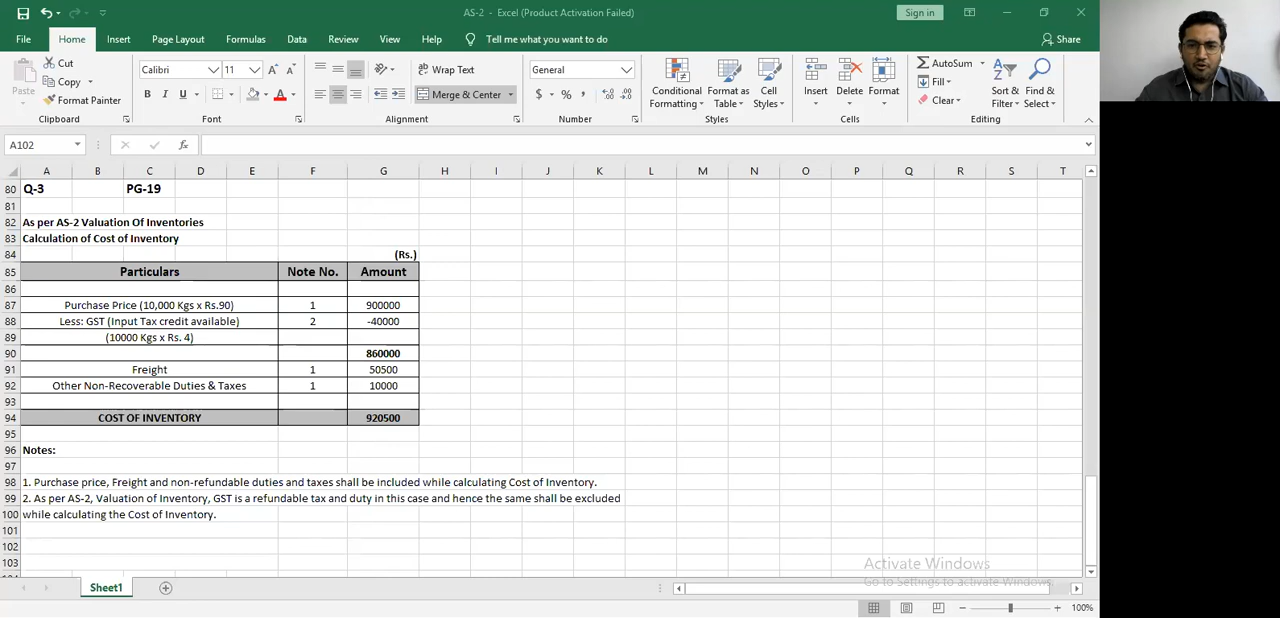 AS-2 - Excel (Product Activation Failed)
Sign in
File Home Insert Page Layout Formulas Data Review View Help Tell me what you want to do Share
Paste
Cut
Copy
Format Painter
Clipboard
Calibri 11
B I U
Font
Wrap Text
Merge & Center
Alignment
General
$ % ,
Number
Conditional Formatting
Format as Table
Cell Styles
Styles
Insert Delete Format
Cells
AutoSum
Fill
Clear
Sort & Filter
Find & Select
Editing
A102 fx
A B C D E F G H I J K L M N O P Q R S T
80 Q-3 PG-19
81
82 As per AS-2 Valuation Of Inventories
83 Calculation of Cost of Inventory
84 (Rs.)
85 Particulars Note No. Amount
86
87 Purchase Price (10,000 Kgs x Rs.90) 1 900000
88 Less: GST (Input Tax credit available) 2 -40000
89 (10000 Kgs x Rs. 4)
90 860000
91 Freight 1 50500
92 Other Non-Recoverable Duties & Taxes 1 10000
93
94 COST OF INVENTORY 920500
95
96 Notes:
97
98 1. Purchase price, Freight and non-refundable duties and taxes shall be included while calculating Cost of Inventory.
99 2. As per AS-2, Valuation of Inventory, GST is a refundable tax and duty in this case and hence the same shall be excluded
100 while calculating the Cost of Inventory.
101
102
103
Activate Windows
Go to Settings to activate Windows.
Sheet1
100%